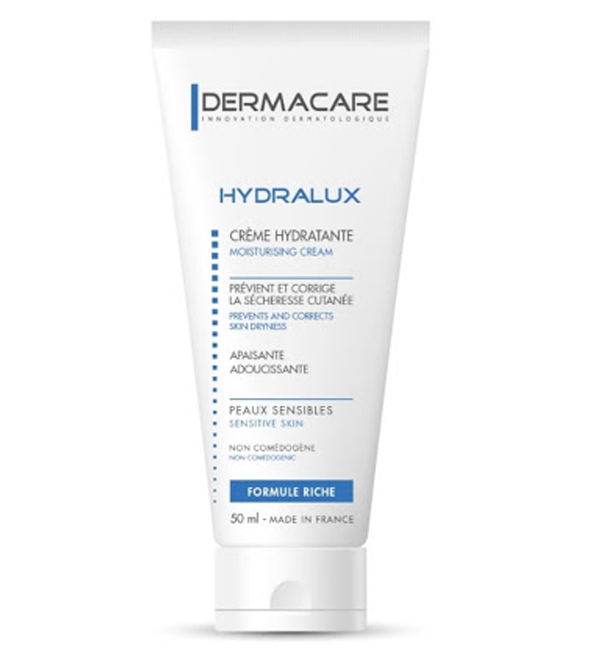 DERMACARE
INNOVATION DERMATOLOGIQUE
HYDRALUX
CRÈME HYDRATANTE
MOISTURISING CREAM
PRÉVIENT ET CORRIGE
LA SÉCHERESSE CUTANÉE
PREVENTS AND CORRECTS
SKIN DRYNESS
APAISANTE
ADOUCISSANTE
PEAUX SENSIBLES
SENSITIVE SKIN
NON COMÉDOGÈNE
NON COMEDOGENIC
FORMULE RICHE
50 ml - MADE IN FRANCE